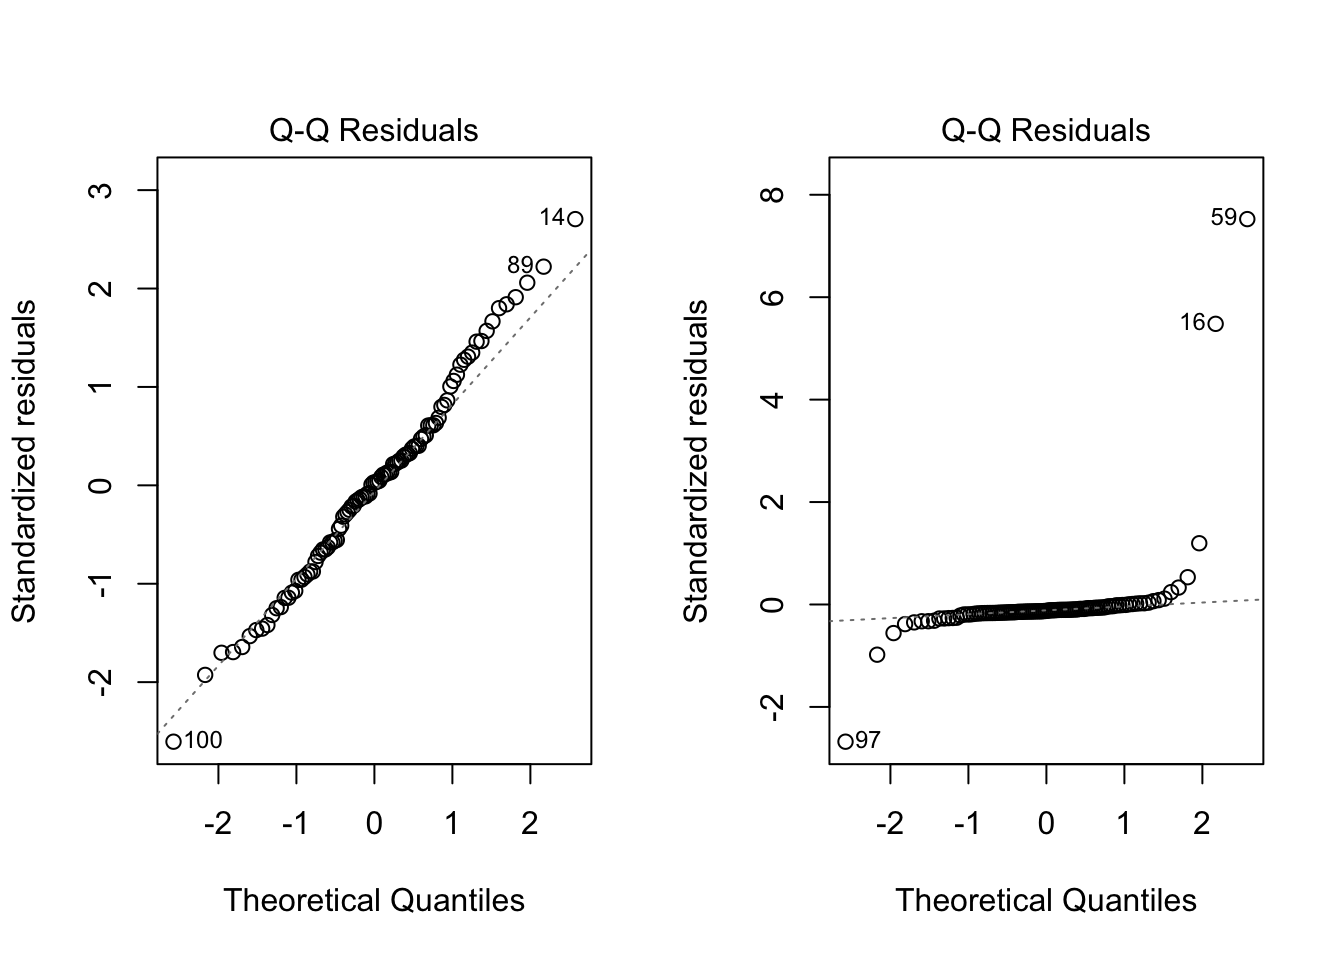 Q-Q Residuals
Standardized residuals
3
2
1
0
-1
-2
14
89
100
-2 -1 0 1 2
Theoretical Quantiles
Q-Q Residuals
Standardized residuals
8
6
4
2
0
-2
59
16
97
-2 -1 0 1 2
Theoretical Quantiles